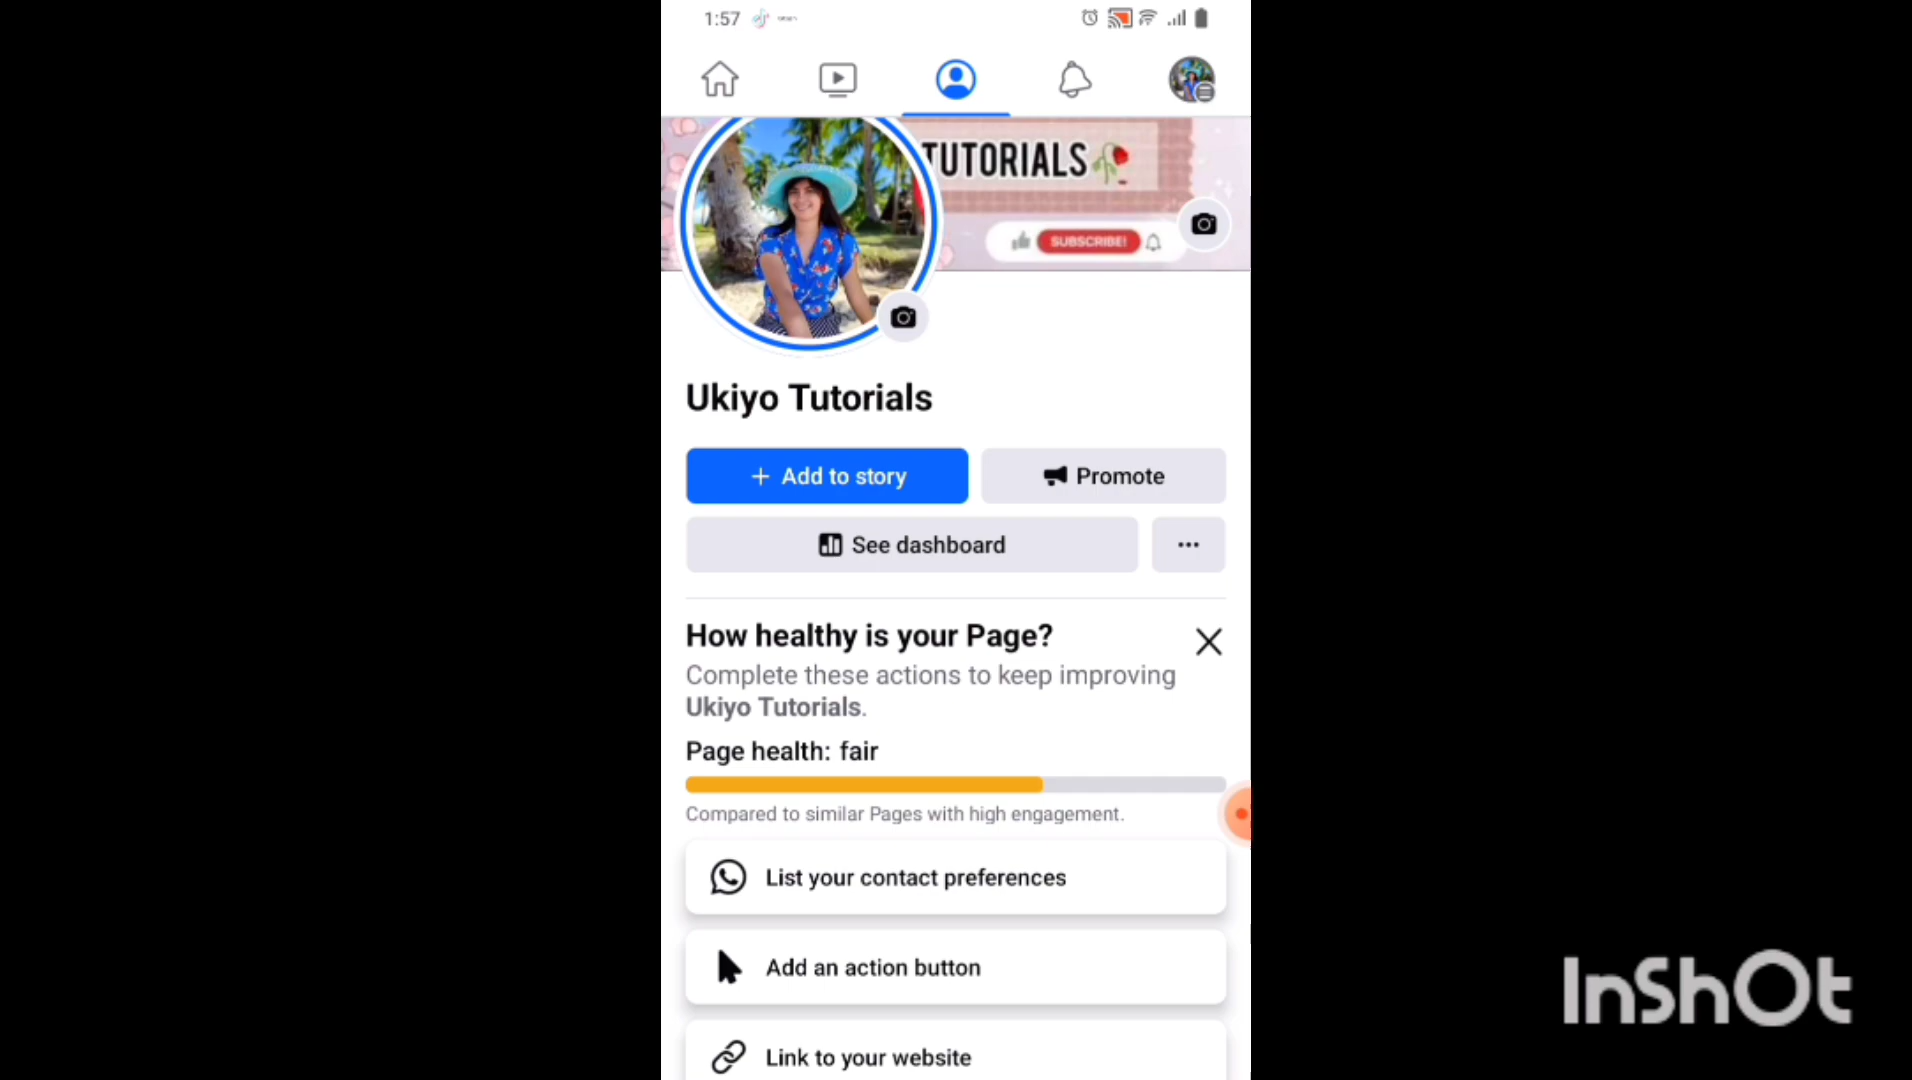 1:57
TUTORIALS
SUBSCRIBE!
Ukiyo Tutorials
+ Add to story
Promote
See dashboard
...
How healthy is your Page?
Complete these actions to keep improving
Ukiyo Tutorials.
Page health: fair
Compared to similar Pages with high engagement.
List your contact preferences
Add an action button
Link to your website
InShOt